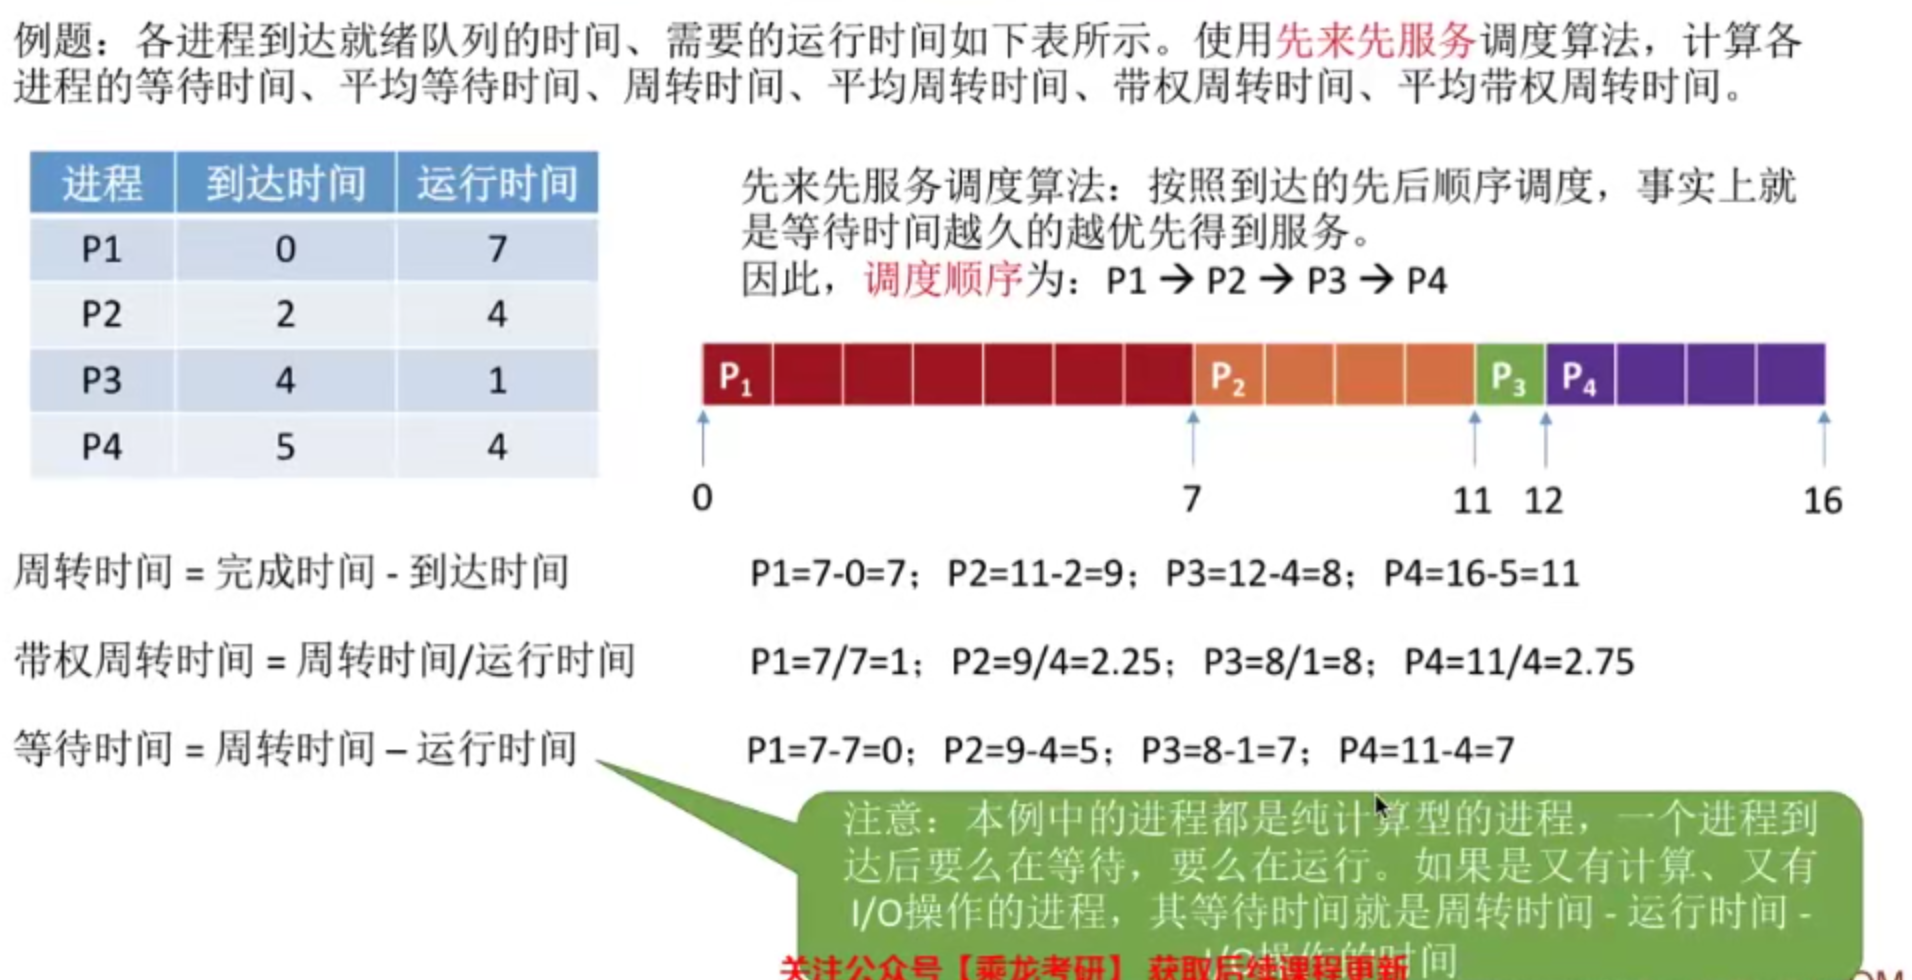 例题：各进程到达就绪队列的时间、需要的运行时间如下表所示。使用先来先服务调度算法，计算各
进程的等待时间、平均等待时间、周转时间、平均周转时间、带权周转时间、平均带权周转时间。
进程 到达时间 运行时间
P1 0 7
P2 2 4
P3 4 1
P4 5 4
先来先服务调度算法：按照到达的先后顺序调度，事实上就
是等待时间越久的越优先得到服务。
因此，调度顺序为：P1 → P2 → P3 → P4
P1 P2 P3 P4
0 7 11 12 16
周转时间 = 完成时间 - 到达时间
P1=7-0=7；P2=11-2=9；P3=12-4=8；P4=16-5=11
带权周转时间 = 周转时间/运行时间
P1=7/7=1；P2=9/4=2.25；P3=8/1=8；P4=11/4=2.75
等待时间 = 周转时间 – 运行时间
P1=7-7=0；P2=9-4=5；P3=8-1=7；P4=11-4=7
注意：本例中的进程都是纯计算型的进程，一个进程到
达后要么在等待，要么在运行。如果是又有计算、又有
I/O操作的进程，其等待时间就是周转时间 - 运行时间 -
I/O操作的时间
关注公众号【乘龙考研】 获取后续课程更新